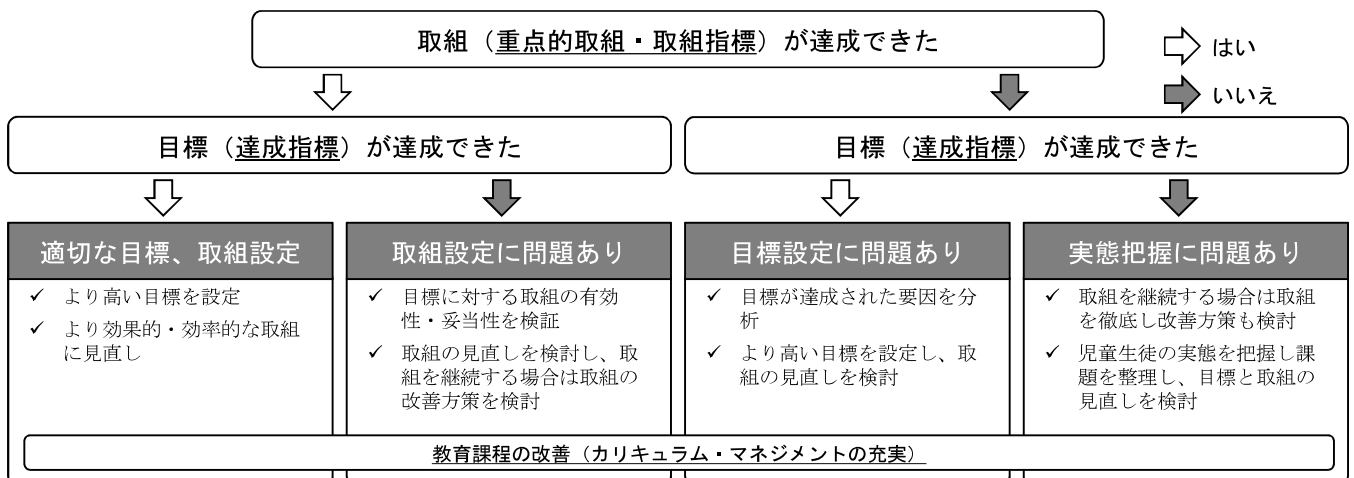 取組（重点的取組・取組指標）が達成できた
はい
いいえ
目標（達成指標）が達成できた
目標（達成指標）が達成できた
適切な目標、取組設定
✓ より高い目標を設定
✓ より効果的・効率的な取組
に見直し
取組設定に問題あり
✓ 目標に対する取組の有効
性・妥当性を検証
✓ 取組の見直しを検討し、取
組を継続する場合は取組の
改善方策を検討
目標設定に問題あり
✓ 目標が達成された要因を分
析
✓ より高い目標を設定し、取
組の見直しを検討
実態把握に問題あり
✓ 取組を継続する場合は取組
を徹底し改善方策も検討
✓ 児童生徒の実態を把握し課
題を整理し、目標と取組の
見直しを検討
教育課程の改善（カリキュラム・マネジメントの充実）